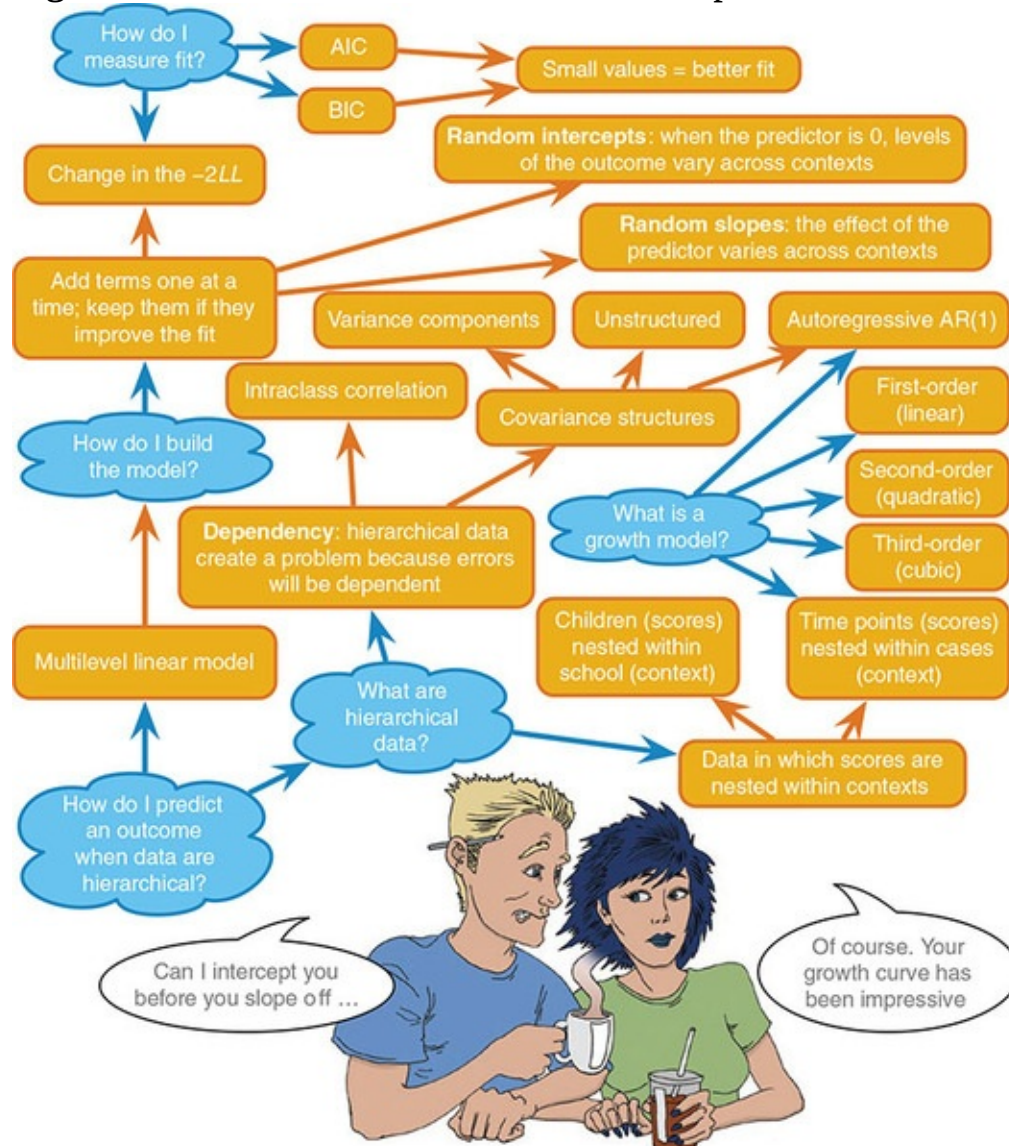 How do I
measure fit?
AIC
BIC
Small values = better fit
Change in the −2LL
Random intercepts: when the predictor is 0, levels
of the outcome vary across contexts
Random slopes: the effect of the
predictor varies across contexts
Add terms one at a
time; keep them if they
improve the fit
Variance components
Unstructured
Autoregressive AR(1)
Intraclass correlation
Covariance structures
First-order
(linear)
How do I build
the model?
Second-order
(quadratic)
What is a
growth model?
Third-order
(cubic)
Dependency: hierarchical data
create a problem because errors
will be dependent
Children (scores)
nested within
school (context)
Time points (scores)
nested within cases
(context)
Multilevel linear model
What are
hierarchical
data?
Data in which scores are
nested within contexts
How do I predict
an outcome
when data are
hierarchical?
Can I intercept you
before you slope off ...
Of course. Your
growth curve has
been impressive